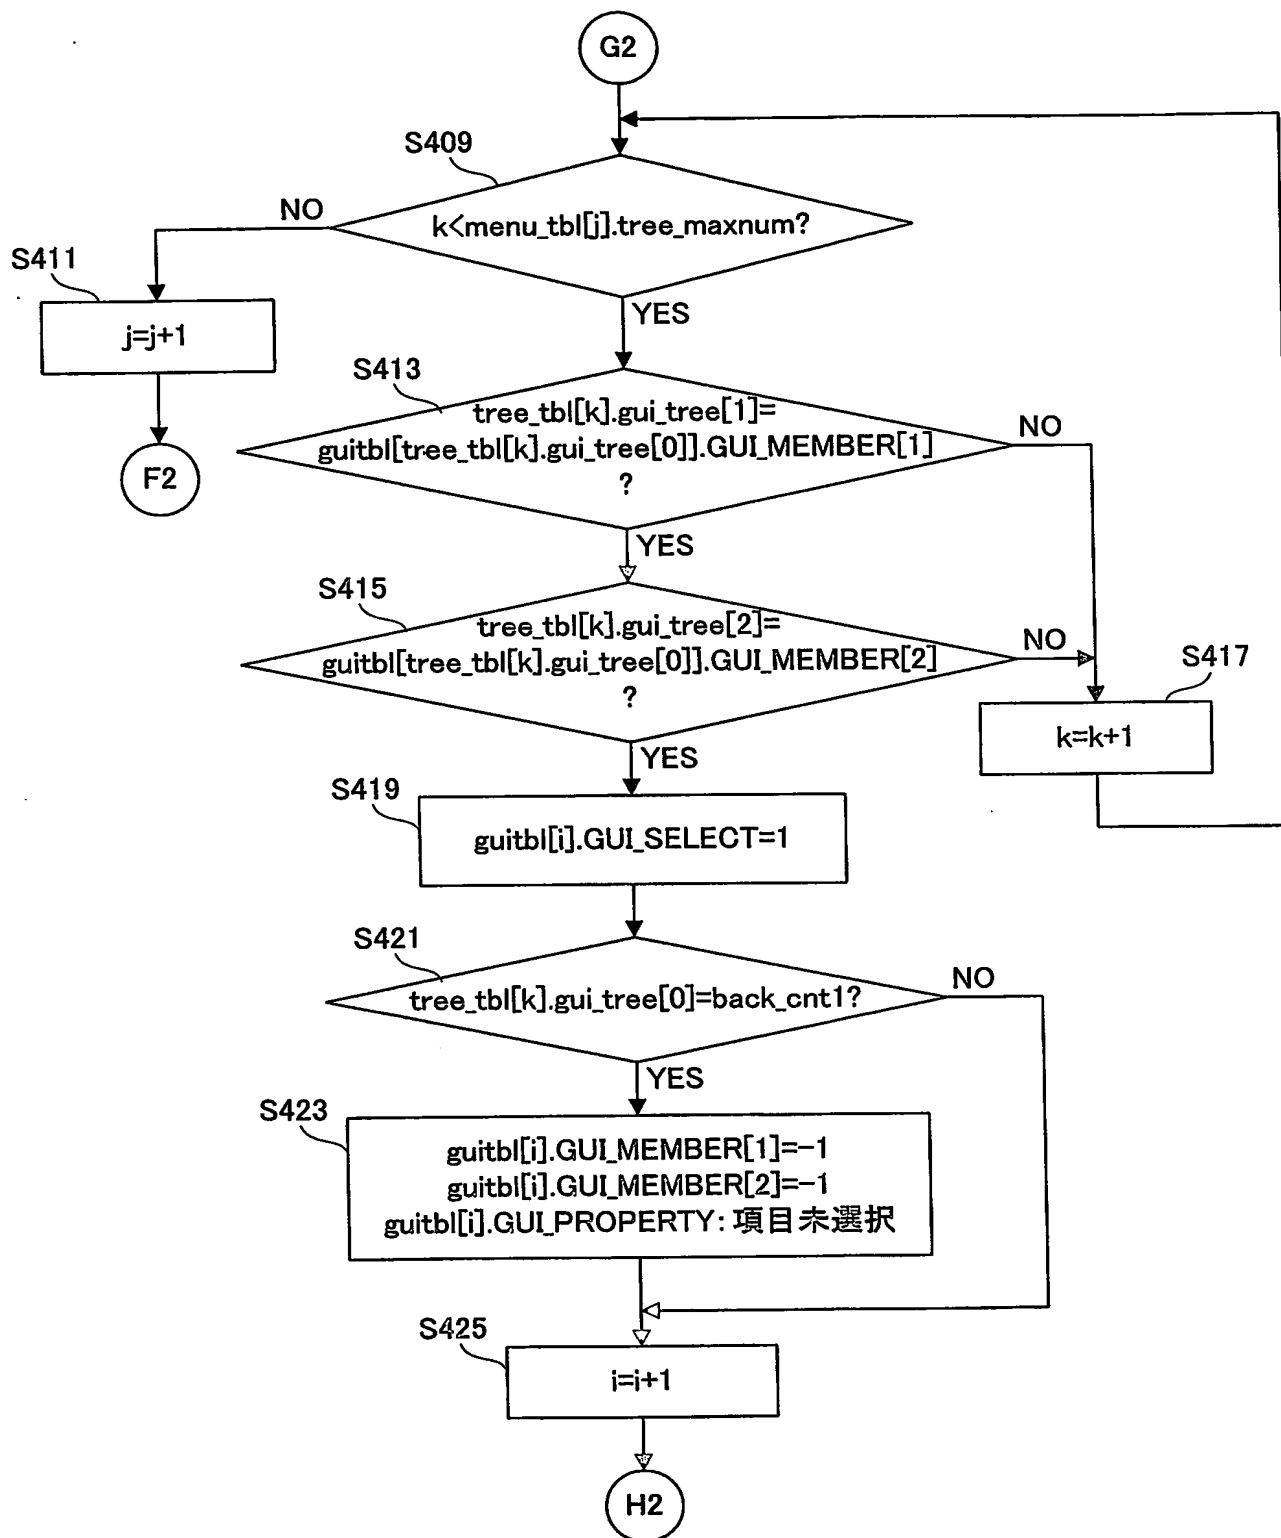 G2
S409
NO
k<menu_tbl[j].tree_maxnum?
S411
YES
j=j+1
S413
tree_tbl[k].gui_tree[1]=
guitbl[tree_tbl[k].gui_tree[0]].GUI_MEMBER[1]
?
NO
F2
YES
S415
tree_tbl[k].gui_tree[2]=
guitbl[tree_tbl[k].gui_tree[0]].GUI_MEMBER[2]
?
NO
S417
k=k+1
YES
S419
guitbl[i].GUI_SELECT=1
S421
NO
tree_tbl[k].gui_tree[0]=back_cnt1?
YES
S423
guitbl[i].GUI_MEMBER[1]=-1
guitbl[i].GUI_MEMBER[2]=-1
guitbl[i].GUI_PROPERTY:項目未選択
S425
i=i+1
H2